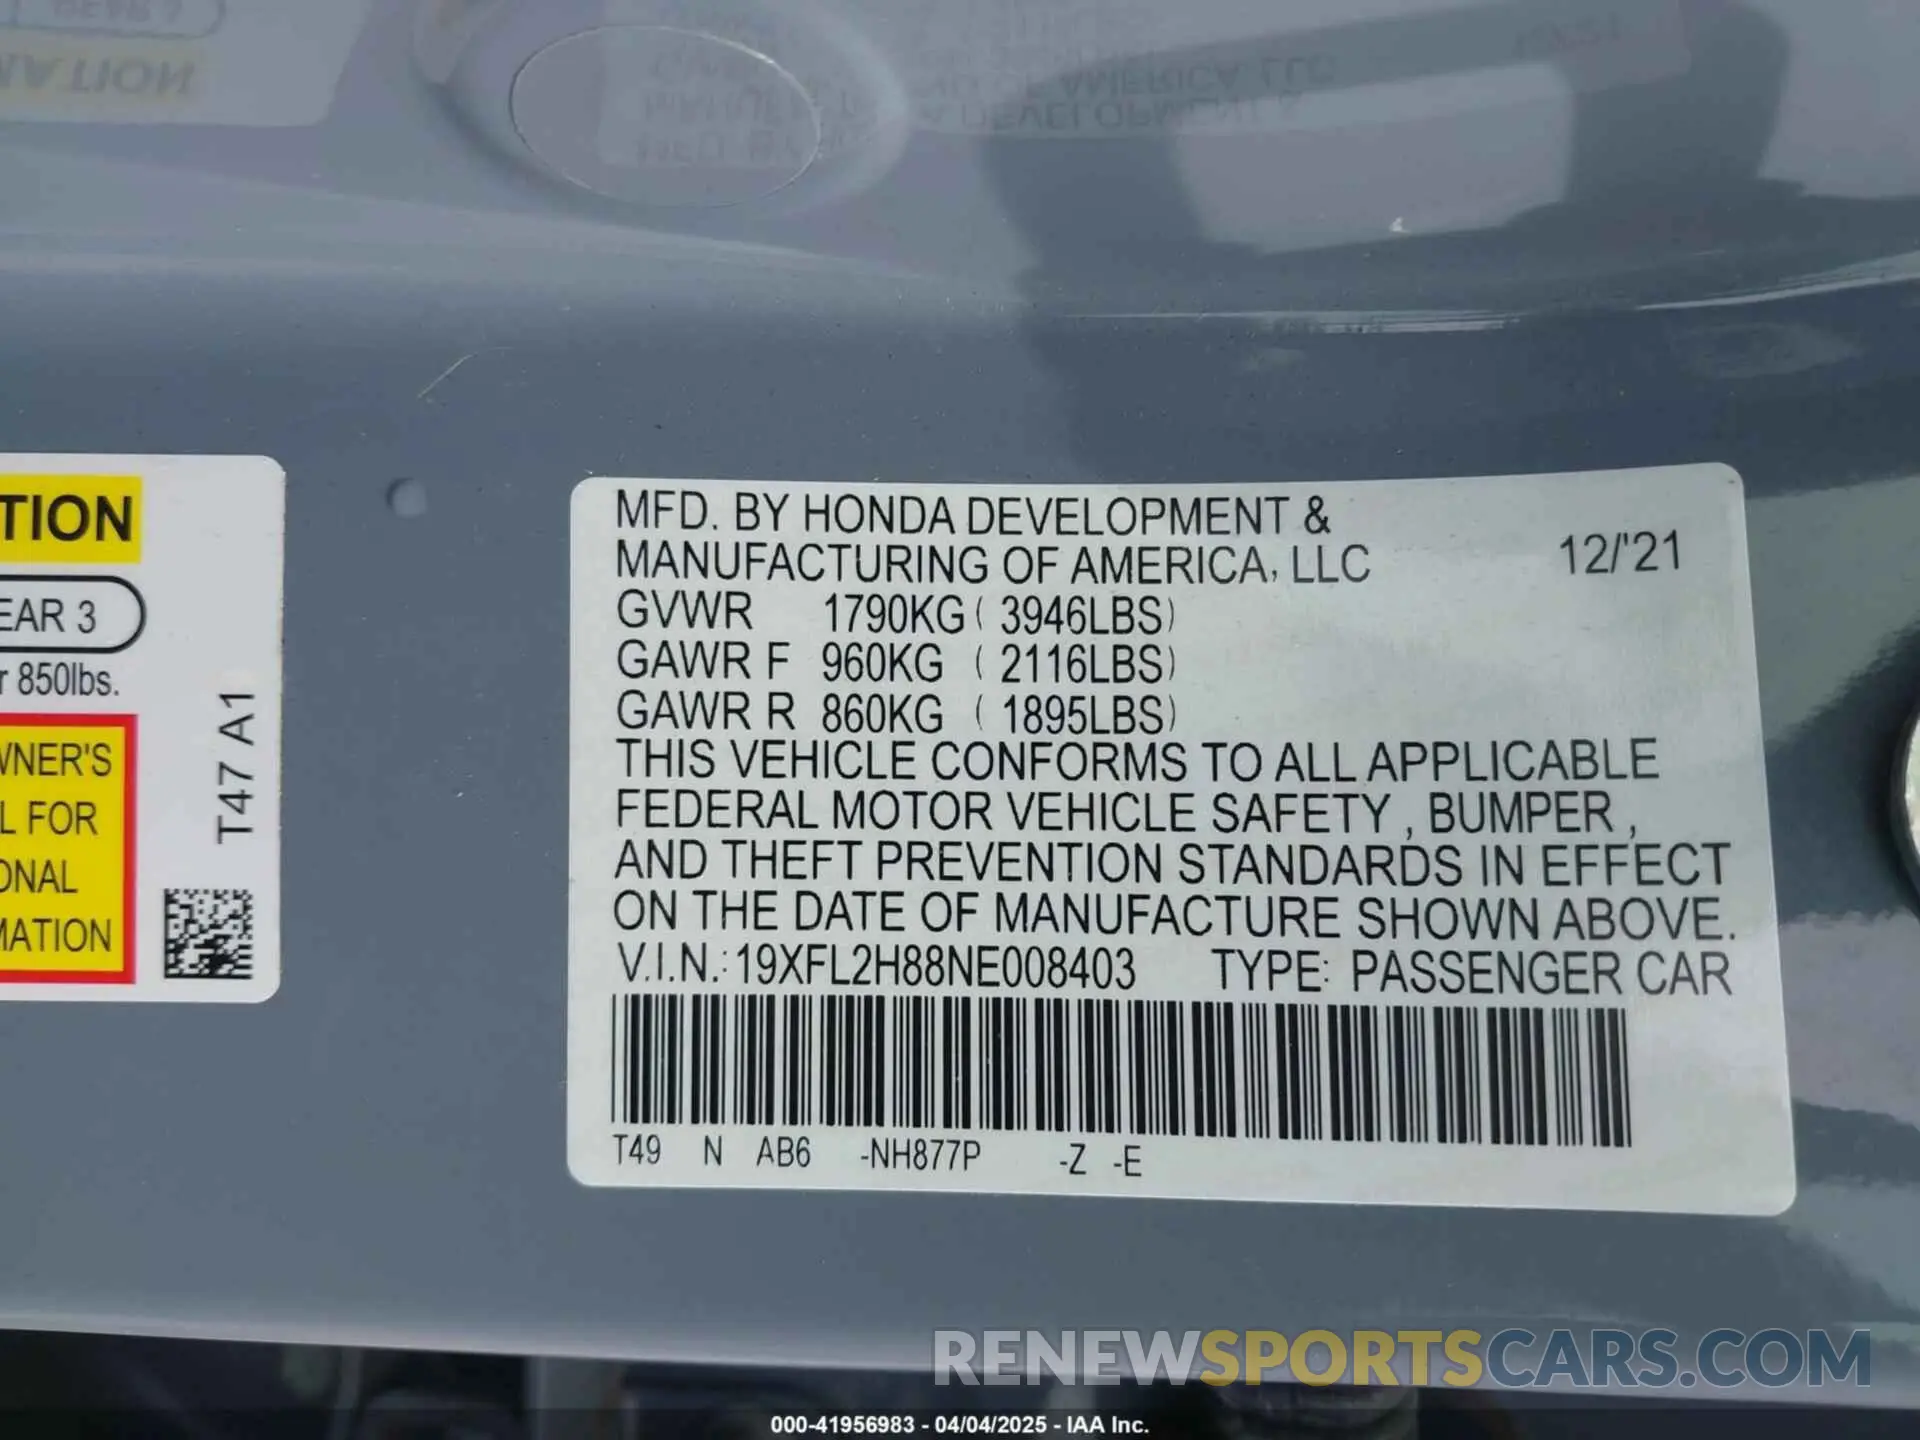 TION
EAR 3
r 850lbs.
WNER'S
L FOR
ONAL
MATION
T47 A1
MFD. BY HONDA DEVELOPMENT &
MANUFACTURING OF AMERICA, LLC 12/'21
GVWR 1790KG ( 3946LBS)
GAWR F 960KG ( 2116LBS)
GAWR R 860KG ( 1895LBS)
THIS VEHICLE CONFORMS TO ALL APPLICABLE
FEDERAL MOTOR VEHICLE SAFETY , BUMPER ,
AND THEFT PREVENTION STANDARDS IN EFFECT
ON THE DATE OF MANUFACTURE SHOWN ABOVE.
V.I.N.: 19XFL2H88NE008403 TYPE: PASSENGER CAR
T49 N AB6 -NH877P -Z -E
RENEWSPORTSCARS.COM
000-41956983 - 04/04/2025 - IAA Inc.